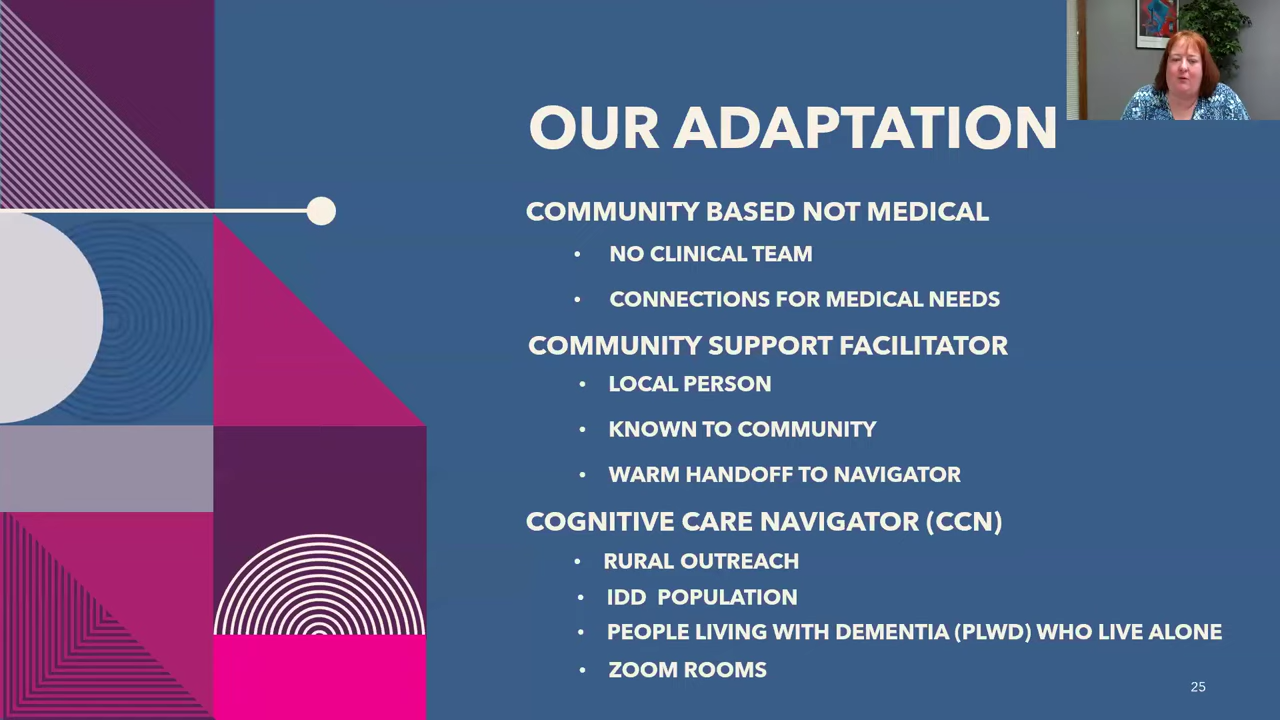 OUR ADAPTATION
COMMUNITY BASED NOT MEDICAL
• NO CLINICAL TEAM
• CONNECTIONS FOR MEDICAL NEEDS
COMMUNITY SUPPORT FACILITATOR
• LOCAL PERSON
• KNOWN TO COMMUNITY
• WARM HANDOFF TO NAVIGATOR
COGNITIVE CARE NAVIGATOR (CCN)
• RURAL OUTREACH
• IDD POPULATION
• PEOPLE LIVING WITH DEMENTIA (PLWD) WHO LIVE ALONE
• ZOOM ROOMS
25